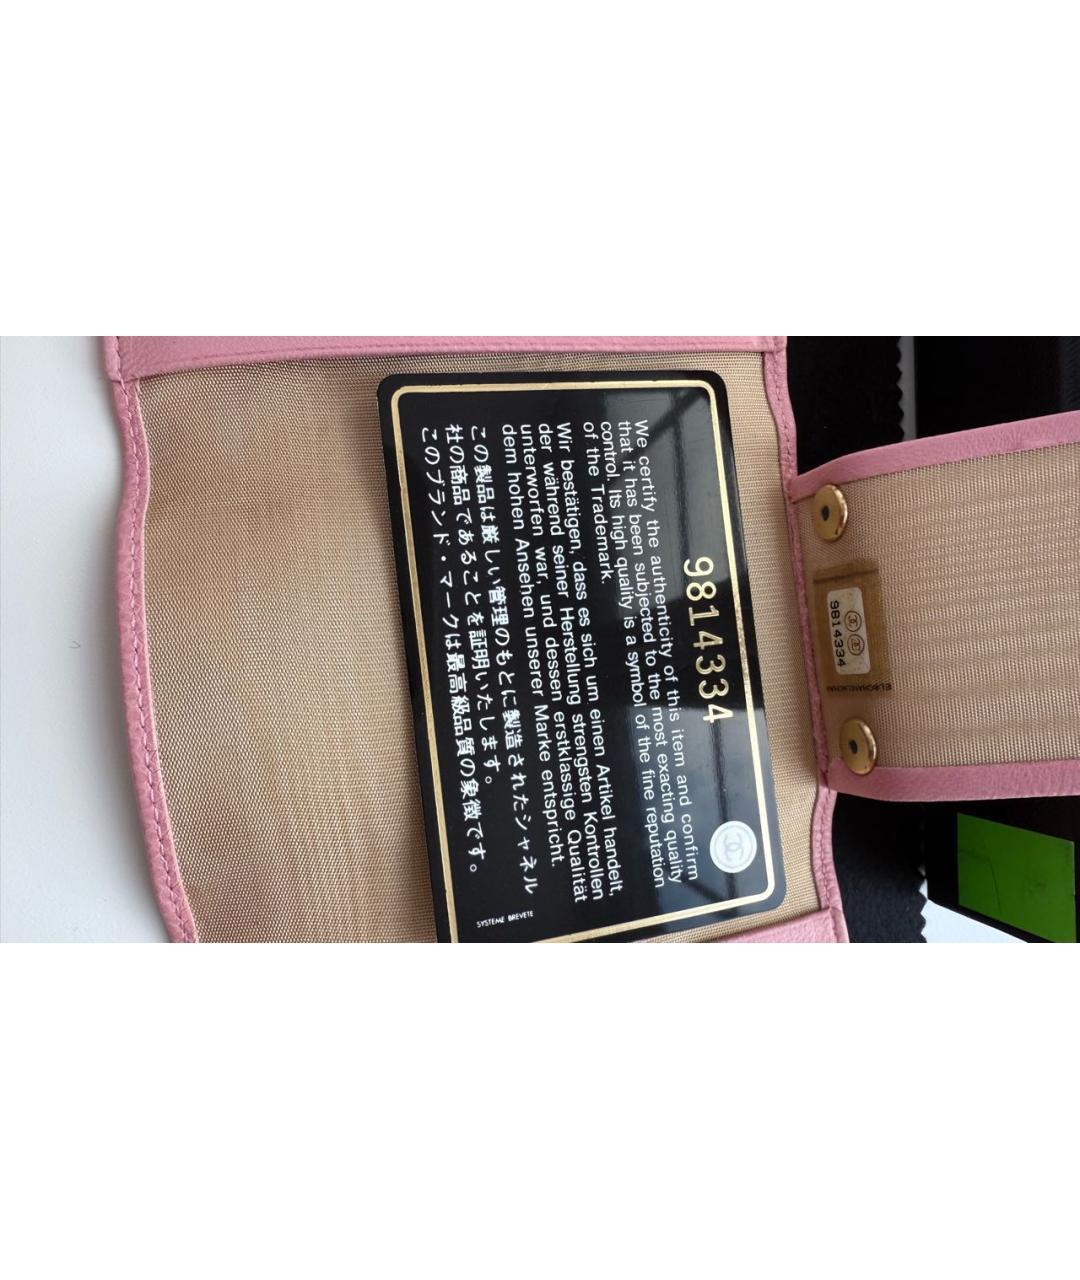 9814334
We certify the authenticity of this item and confirm
that it has been subjected to the most exacting quality
control. Its high quality is a symbol of the fine reputation
of the Trademark.
Wir bestätigen, dass es sich um einen Artikel handelt,
der während seiner Herstellung strengsten Kontrollen
unterworfen war, und dessen erstklassige Qualität
dem hohen Ansehen unserer Marke entspricht.
この製品は厳しい管理のもとに製造されたシャネル
社の商品であることを証明いたします。
このブランド・マークは最高級品質の象徴です。
SYSTEME BREVETE
9814334